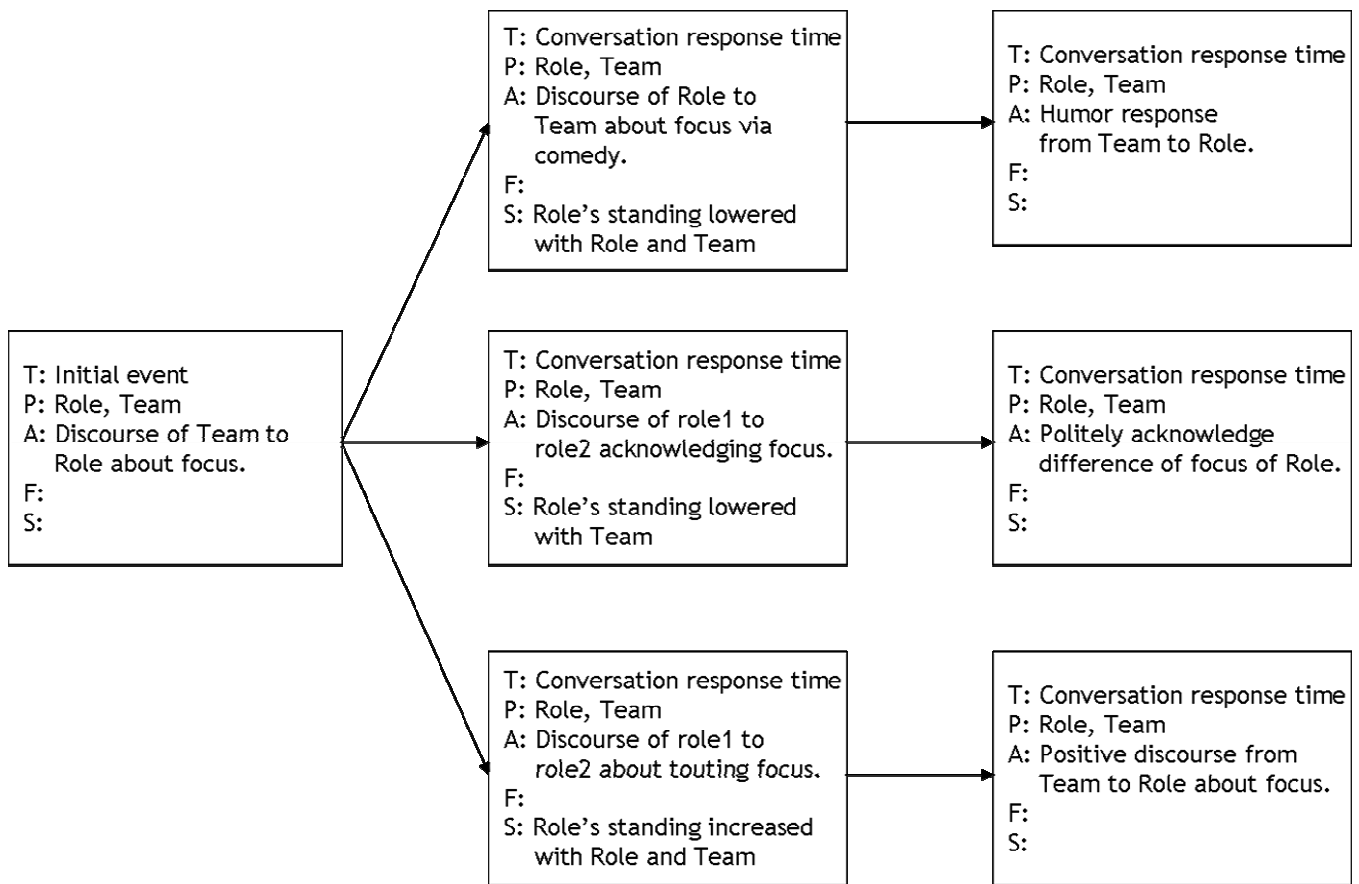 T: Initial event
P: Role, Team
A: Discourse of Team to
Role about focus.
F:
S:
T: Conversation response time
P: Role, Team
A: Discourse of Role to
Team about focus via
comedy.
F:
S: Role's standing lowered
with Role and Team
T: Conversation response time
P: Role, Team
A: Humor response
from Team to Role.
F:
S:
T: Conversation response time
P: Role, Team
A: Discourse of role1 to
role2 acknowledging focus.
F:
S: Role's standing lowered
with Team
T: Conversation response time
P: Role, Team
A: Politely acknowledge
difference of focus of Role.
F:
S:
T: Conversation response time
P: Role, Team
A: Discourse of role1 to
role2 about touting focus.
F:
S: Role's standing increased
with Role and Team
T: Conversation response time
P: Role, Team
A: Positive discourse from
Team to Role about focus.
F:
S: